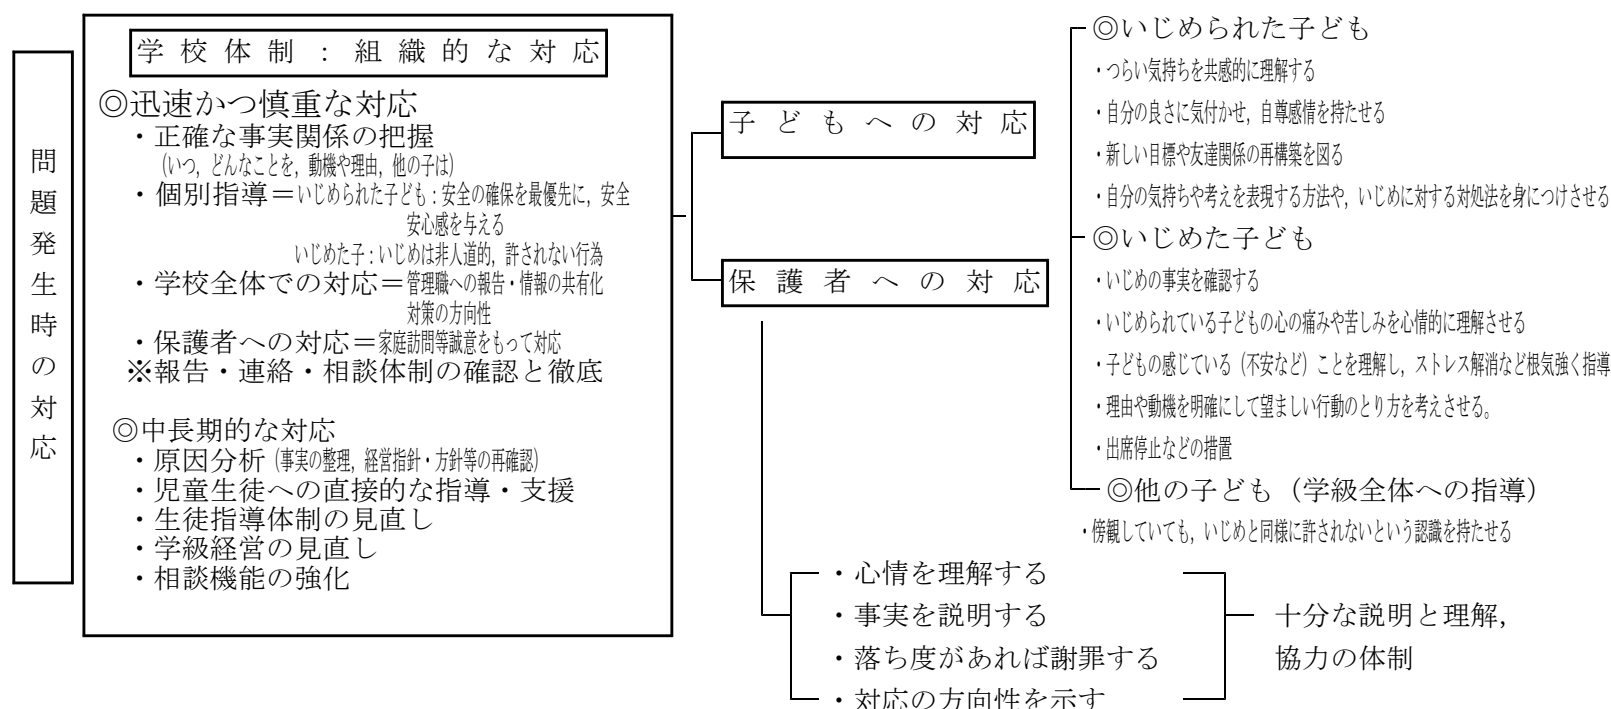 問題発生時の対応
学校体制：組織的な対応
◎迅速かつ慎重な対応
・正確な事実関係の把握
(いつ，どんなことを，動機や理由，他の子は)
・個別指導＝いじめられた子ども：安全の確保を最優先に，安全
安心感を与える
いじめた子：いじめは非人道的，許されない行為
・学校全体での対応＝管理職への報告・情報の共有化
対策の方向性
・保護者への対応＝家庭訪問等誠意をもって対応
※報告・連絡・相談体制の確認と徹底
◎中長期的な対応
・原因分析(事実の整理，経営指針・方針等の再確認)
・児童生徒への直接的な指導・支援
・生徒指導体制の見直し
・学級経営の見直し
・相談機能の強化
子どもへの対応
保護者への対応
◎いじめられた子ども
・つらい気持ちを共感的に理解する
・自分の良さに気付かせ，自尊感情を持たせる
・新しい目標や友達関係の再構築を図る
・自分の気持ちや考えを表現する方法や，いじめに対する対処法を身につけさせる
◎いじめた子ども
・いじめの事実を確認する
・いじめられている子どもの心の痛みや苦しみを心情的に理解させる
・子どもの感じている（不安など）ことを理解し，ストレス解消など根気強く指導
・理由や動機を明確にして望ましい行動のとり方を考えさせる。
・出席停止などの措置
◎他の子ども（学級全体への指導）
・傍観していても，いじめと同様に許されないという認識を持たせる
・心情を理解する
・事実を説明する
・落ち度があれば謝罪する
・対応の方向性を示す
十分な説明と理解，
協力の体制